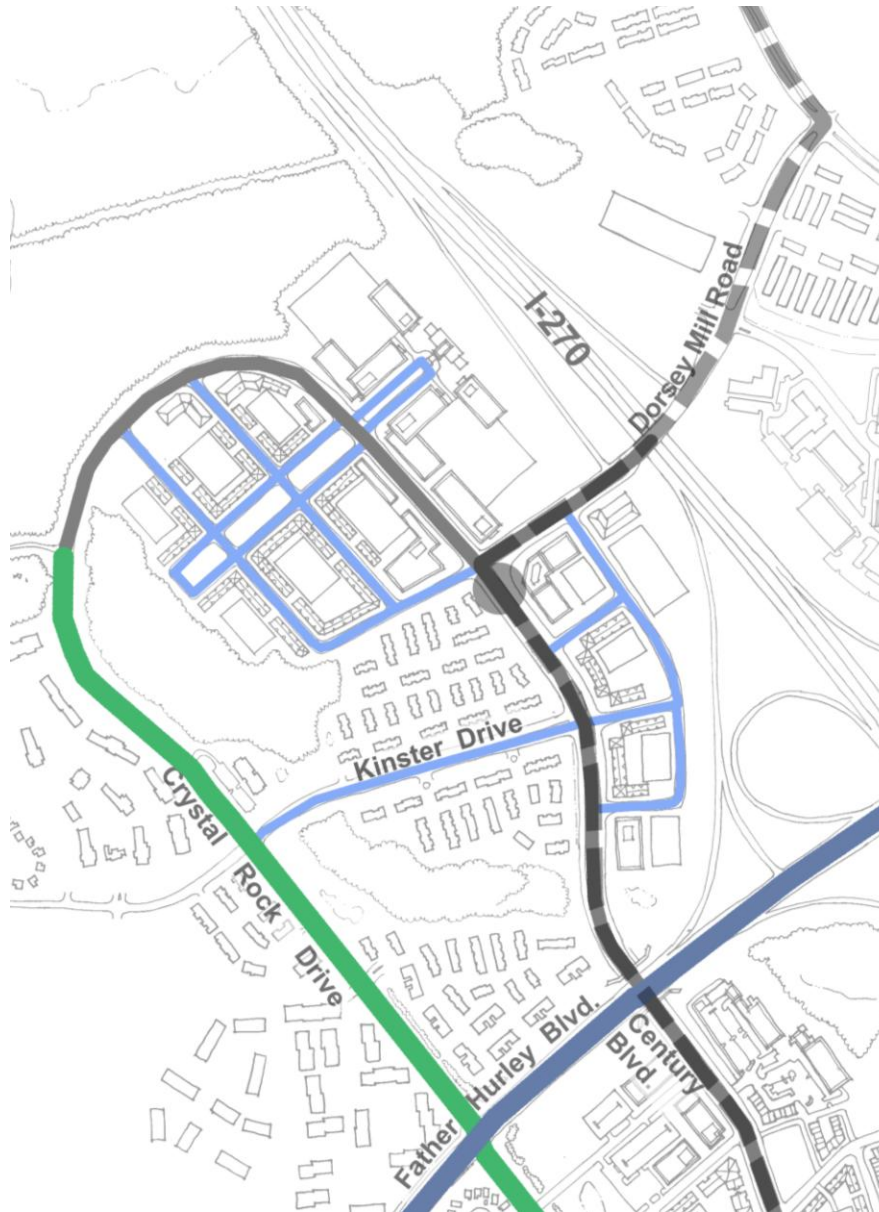 I-270
Dorsey Mill Road
Kinster Drive
Crystal Rock Drive
Father Hurley Blvd.
Century
Blvd.